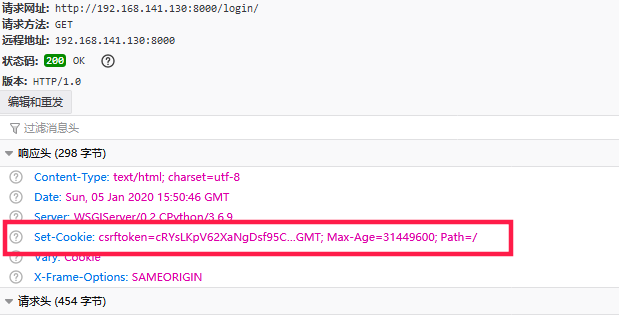 请求网址: http://192.168.141.130:8000/login/
请求方法: GET
远程地址: 192.168.141.130:8000
状态码: 200 OK ?
版本: HTTP/1.0
编辑和重发
过滤消息头
响应头 (298 字节)
? Content-Type: text/html; charset=utf-8
? Date: Sun, 05 Jan 2020 15:50:46 GMT
? Server: WSGIServer/0.2 CPython/3.6.9
? Set-Cookie: csrftoken=cRYsLKpV62XaNgDsf95C...GMT; Max-Age=31449600; Path=/
? Vary: Cookie
? X-Frame-Options: SAMEORIGIN
请求头 (454 字节)